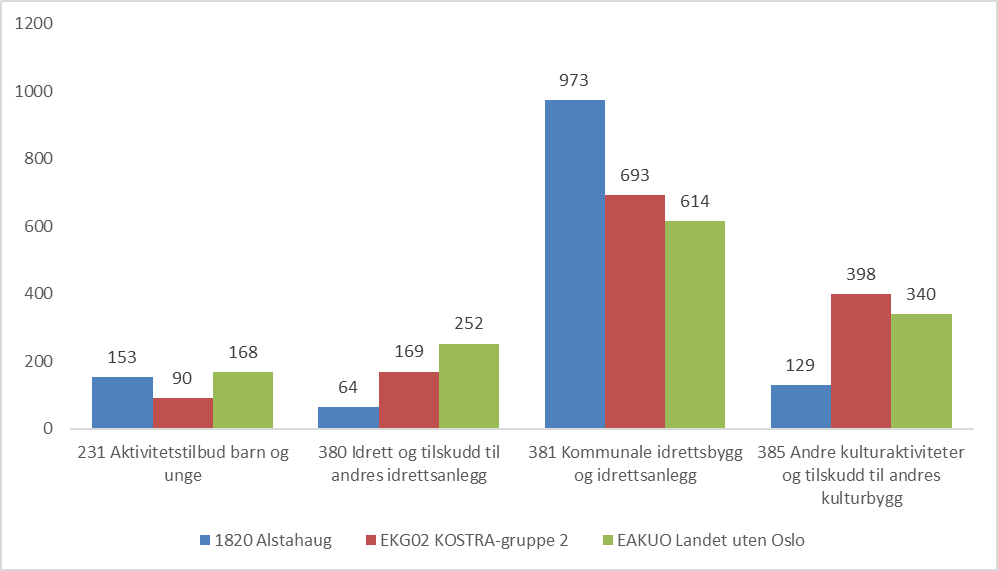 1200
1000
800
600
400
200
0
153
90
168
64
169
252
973
693
614
129
398
340
231 Aktivitetstilbud barn og
unge
380 Idrett og tilskudd til
andres idrettsanlegg
381 Kommunale idrettsbygg
og idrettsanlegg
385 Andre kulturaktiviteter
og tilskudd til andres
kulturbygg
1820 Alstahaug
EKG02 KOSTRA-gruppe 2
EAKUO Landet uten Oslo